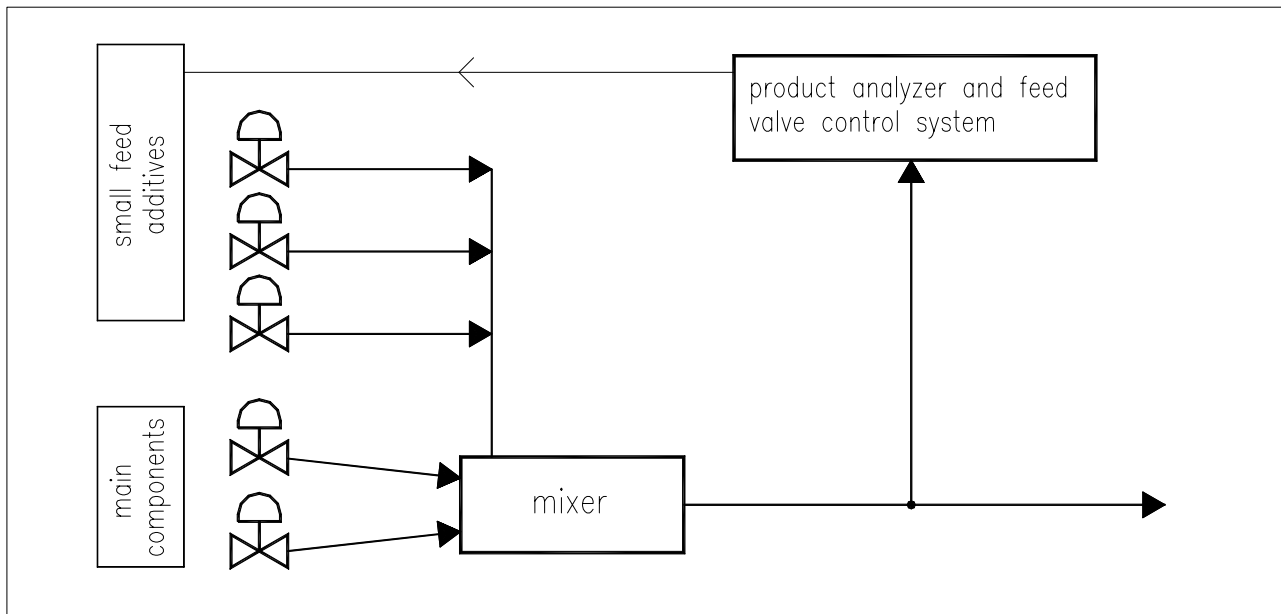 small feed
additives
product analyzer and feed
valve control system
main
components
mixer